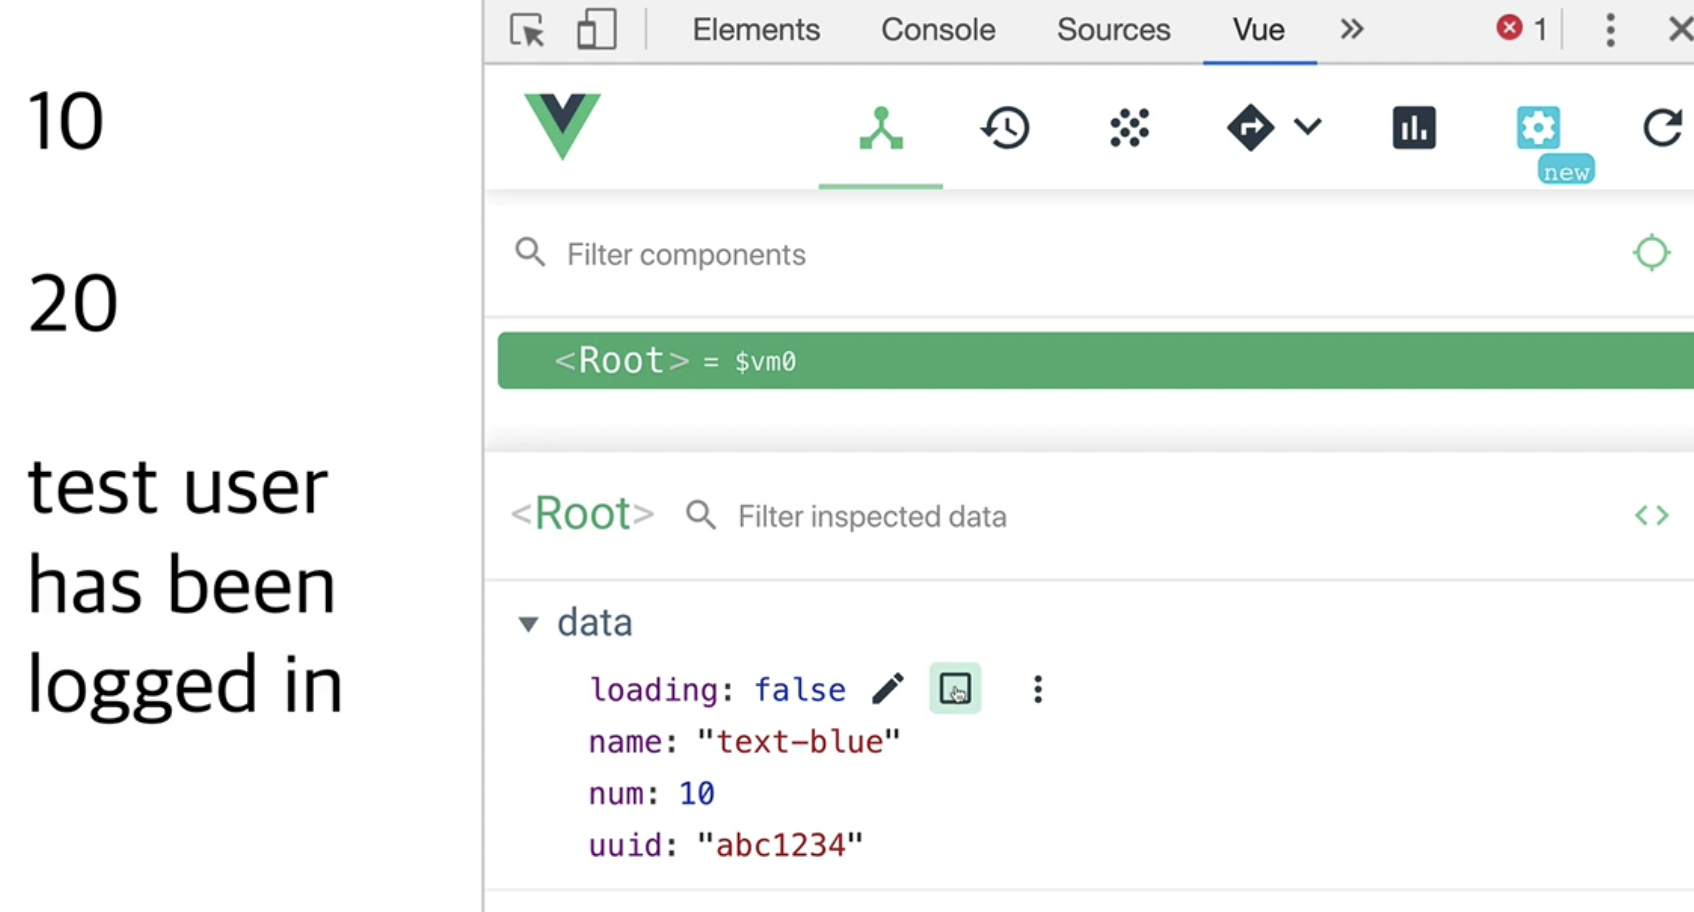 10
20
test user
has been
logged in
Elements Console Sources Vue 1
new
Filter components
<Root> = $vm0
<Root> Filter inspected data
data
loading: false
name: "text-blue"
num: 10
uuid: "abc1234"